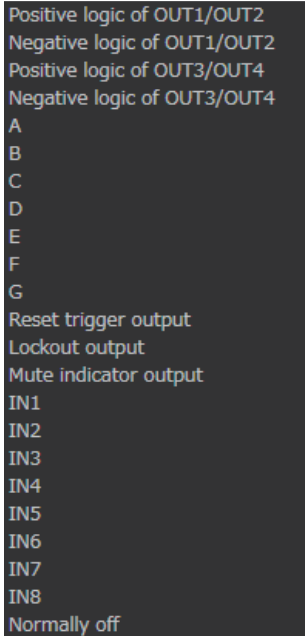 Positive logic of OUT1/OUT2
Negative logic of OUT1/OUT2
Positive logic of OUT3/OUT4
Negative logic of OUT3/OUT4
A
B
C
D
E
F
G
Reset trigger output
Lockout output
Mute indicator output
IN1
IN2
IN3
IN4
IN5
IN6
IN7
IN8
Normally off